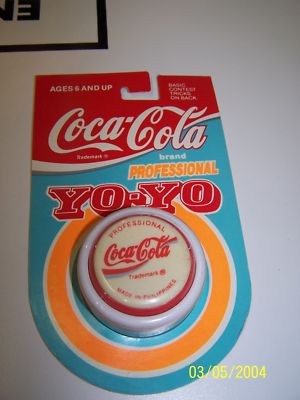 EN
AGES 6 AND UP
BASIC
CONTEST
TRICKS
ON BACK
Coca-Cola
Trademark ®
brand
PROFESSIONAL
YO-YO
PROFESSIONAL
Coca-Cola
Trademark ®
MADE IN PHILIPPINES
03/05/2004